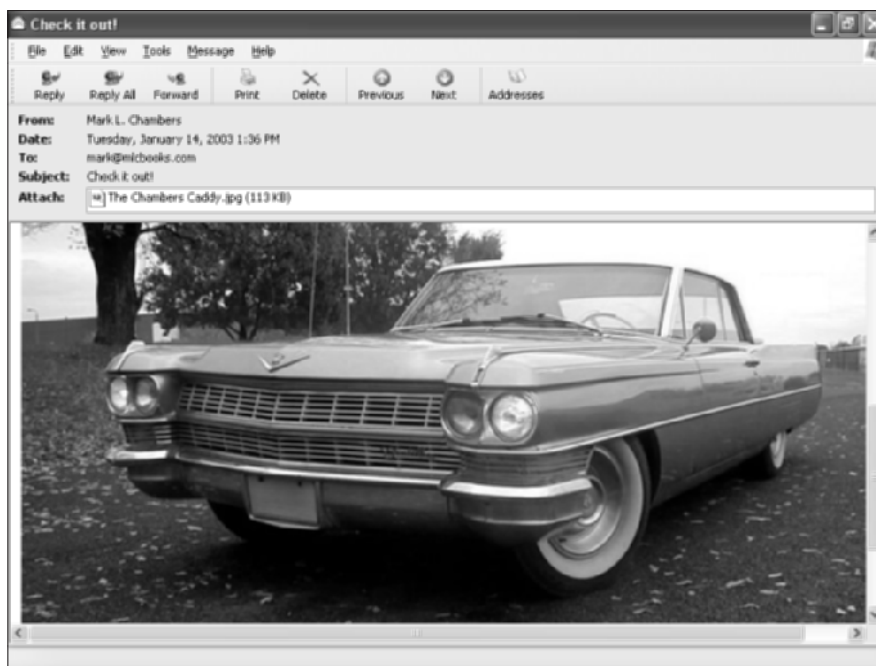 Check it out!
File Edit View Tools Message Help
Reply Reply All Forward Print Delete Previous Next Addresses
From: Mark L. Chambers
Date: Tuesday, January 14, 2003 1:36 PM
To: mark@mlcbooks.com
Subject: Check it out!
Attach: The Chambers Caddy.jpg (113 KB)